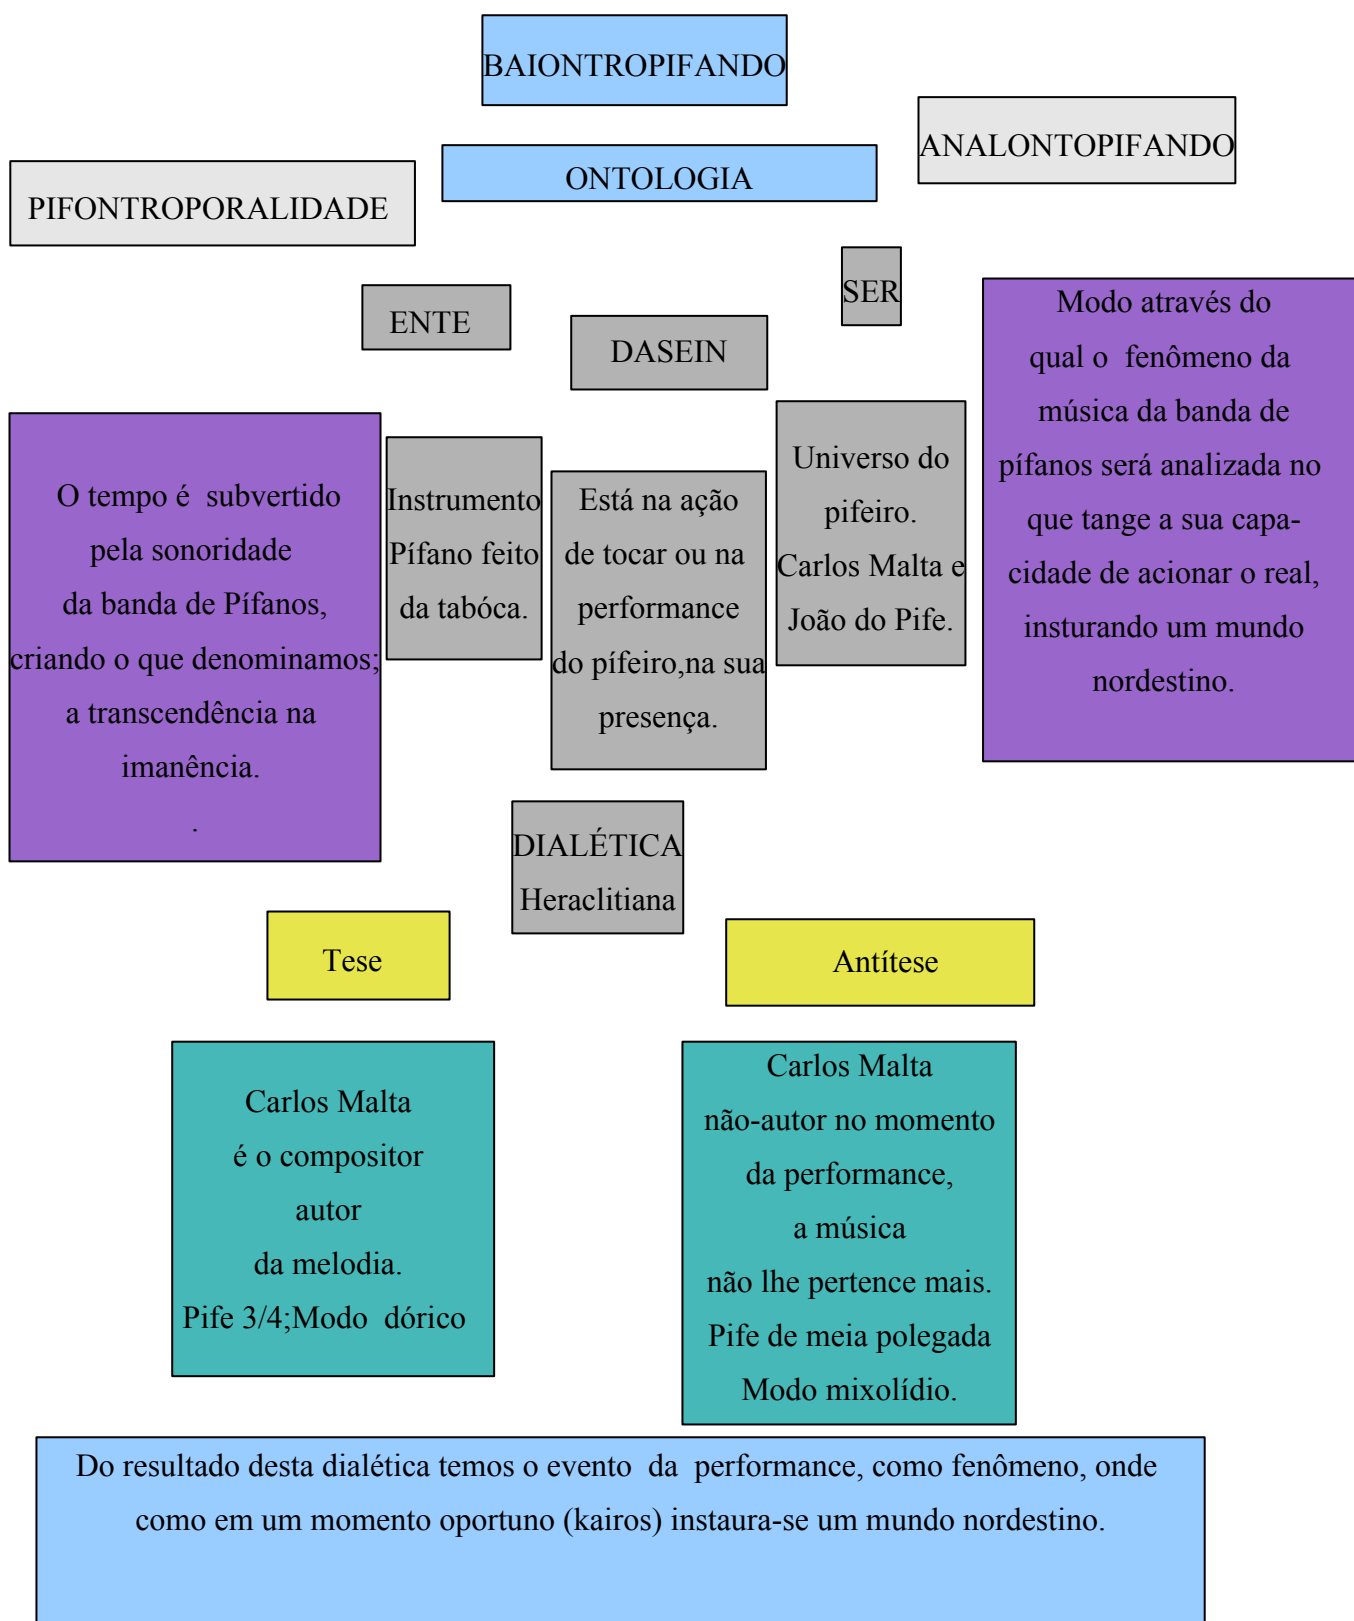 BAIONTROPIFANDO
ANALONTOPIFANDO
ONTOLOGIA
PIFONTROPORALIDADE
SER
ENTE
DASEIN
Modo através do
qual o fenômeno da
música da banda de
pífanos será analizada no
que tange a sua capa-
cidade de acionar o real,
insturando um mundo
nordestino.
O tempo é subvertido
pela sonoridade
da banda de Pífanos,
criando o que denominamos;
a transcendência na
imanência.
.
Instrumento
Pífano feito
da tabóca.
Está na ação
de tocar ou na
performance
do pífeiro,na sua
presença.
Universo do
pifeiro.
Carlos Malta e
João do Pife.
DIALÉTICA
Heraclitiana
Tese
Antítese
Carlos Malta
é o compositor
autor
da melodia.
Pife 3/4;Modo dórico
Carlos Malta
não-autor no momento
da performance,
a música
não lhe pertence mais.
Pife de meia polegada
Modo mixolídio.
Do resultado desta dialética temos o evento da performance, como fenômeno, onde
como em um momento oportuno (kairos) instaura-se um mundo nordestino.